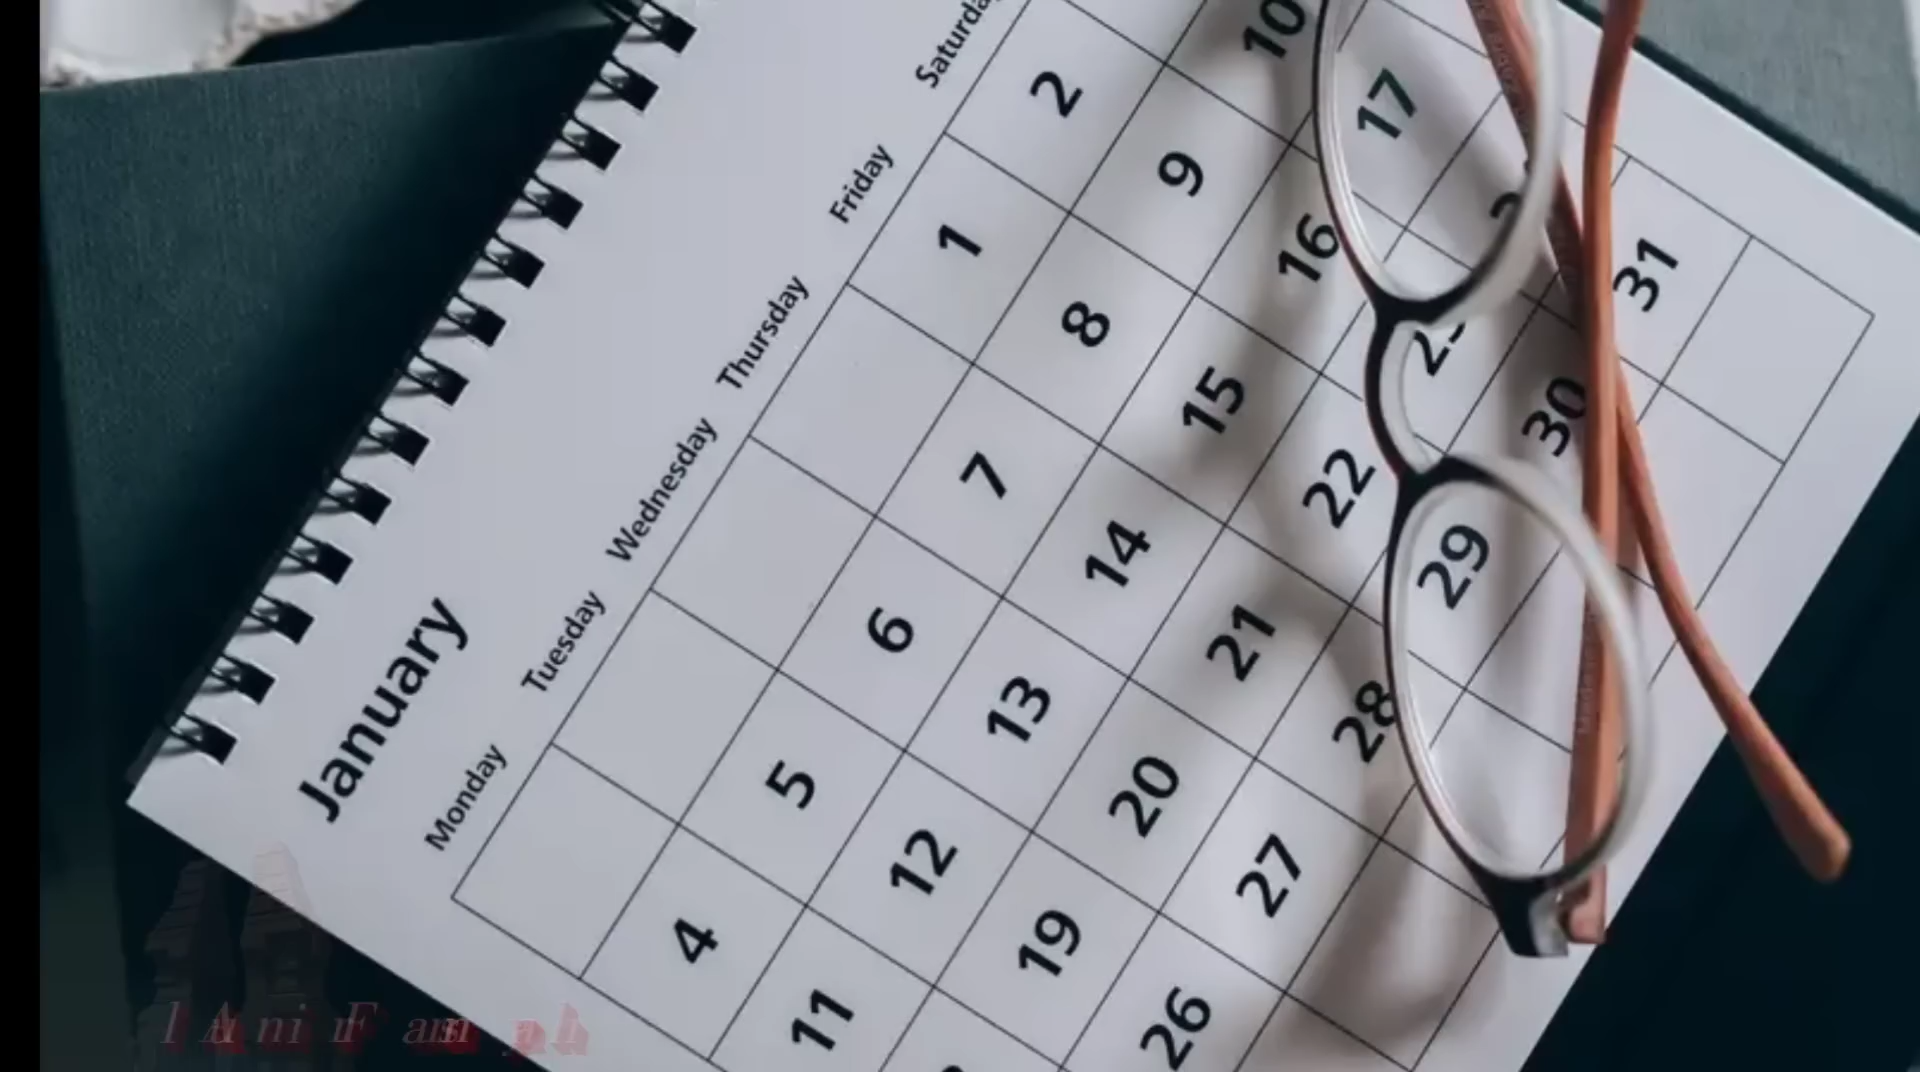 January
Monday Tuesday Wednesday Thursday Friday Saturday
1 2
4 5 6 7 8 9 10
11 12 13 14 15 16 17
19 20 21 22
26 27 28 29 30 31